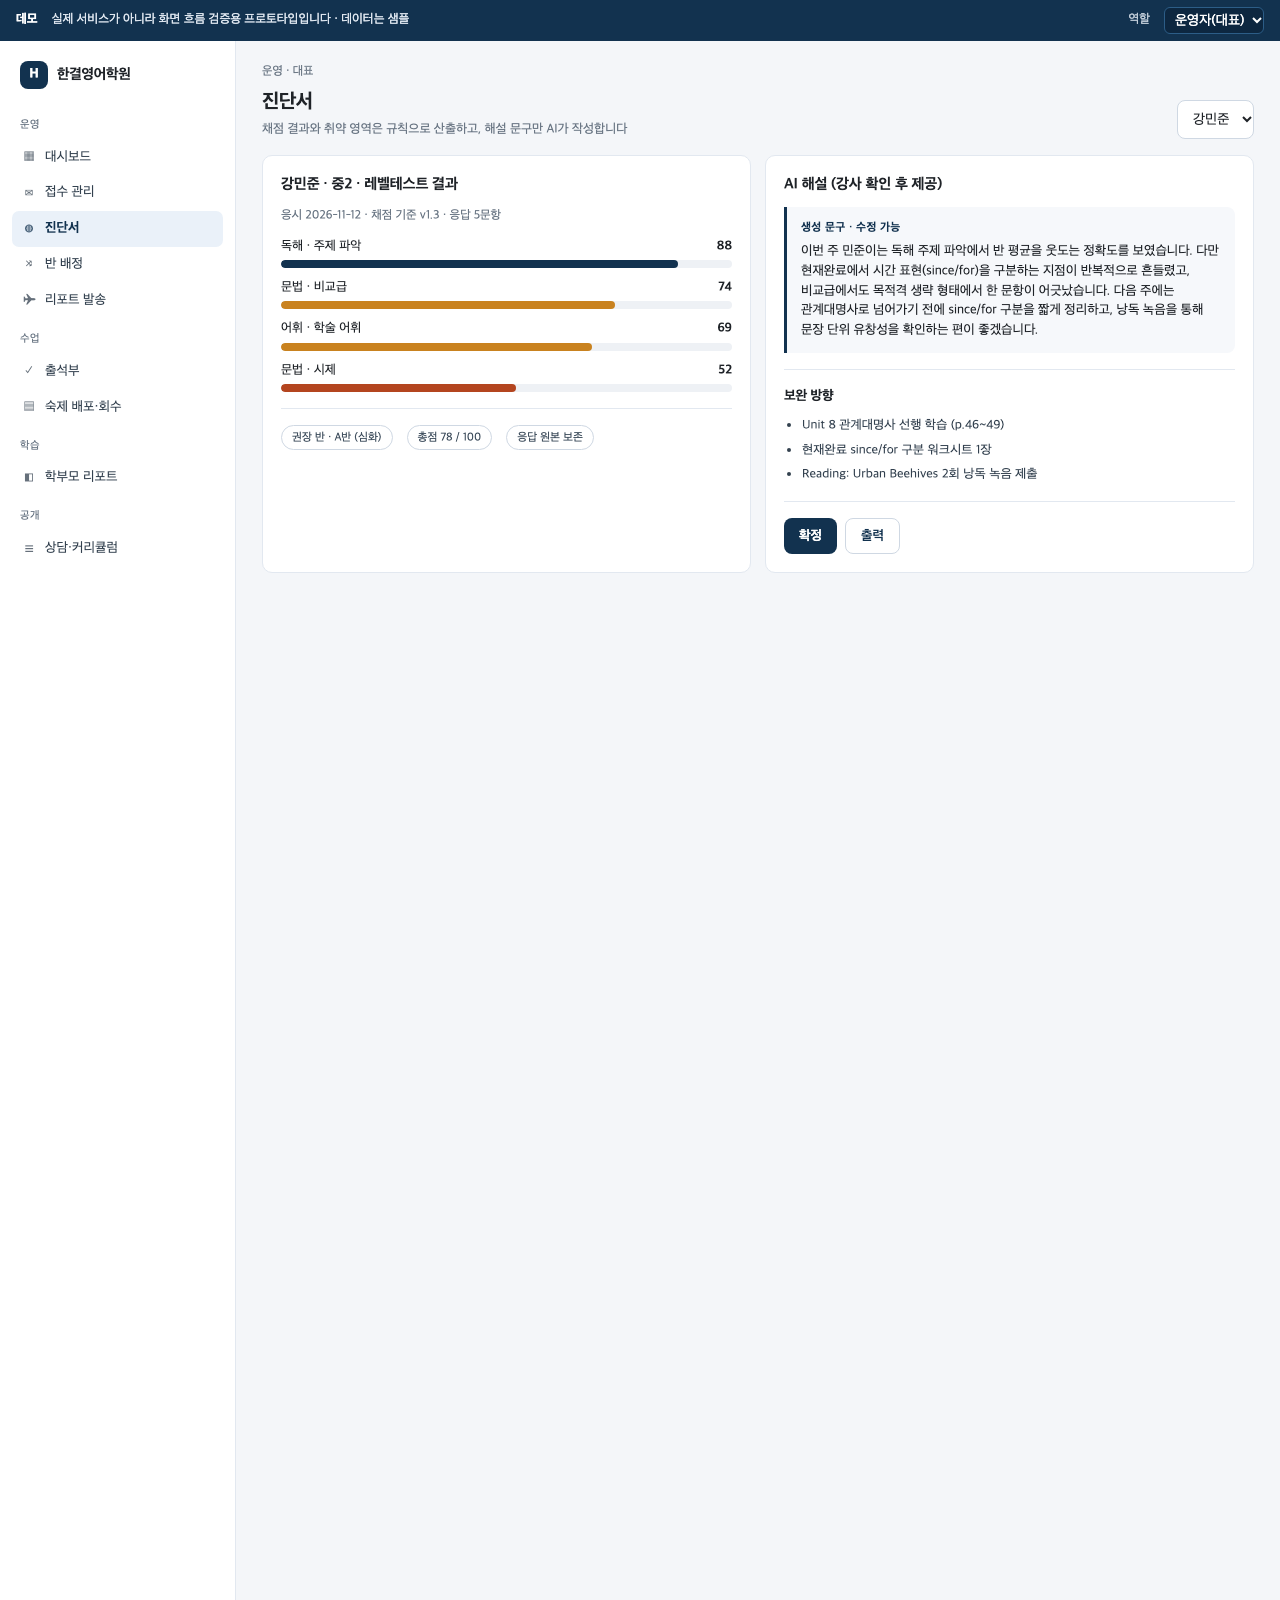 데모 실제 서비스가 아니라 화면 흐름 검증용 프로토타입입니다 · 데이터는 샘플
역할 운영자(대표)
H 한결영어학원
운영
대시보드
접수 관리
진단서
반 배정
리포트 발송
수업
출석부
숙제 배포·회수
학습
학부모 리포트
공개
상담·커리큘럼
운영 · 대표
진단서
채점 결과와 취약 영역은 규칙으로 산출하고, 해설 문구만 AI가 작성합니다
강민준
강민준 · 중2 · 레벨테스트 결과
응시 2026-11-12 · 채점 기준 v1.3 · 응답 5문항
독해 · 주제 파악 88
문법 · 비교급 74
어휘 · 학술 어휘 69
문법 · 시제 52
권장 반 · A반 (심화) 총점 78 / 100 응답 원본 보존
AI 해설 (강사 확인 후 제공)
생성 문구 · 수정 가능
이번 주 민준이는 독해 주제 파악에서 반 평균을 웃도는 정확도를 보였습니다. 다만
현재완료에서 시간 표현(since/for)을 구분하는 지점이 반복적으로 흔들렸고,
비교급에서도 목적격 생략 형태에서 한 문항이 어긋났습니다. 다음 주에는
관계대명사로 넘어가기 전에 since/for 구분을 짧게 정리하고, 낭독 녹음을 통해
문장 단위 유창성을 확인하는 편이 좋겠습니다.
보완 방향
• Unit 8 관계대명사 선행 학습 (p.46~49)
• 현재완료 since/for 구분 워크시트 1장
• Reading: Urban Beehives 2회 낭독 녹음 제출
확정 출력